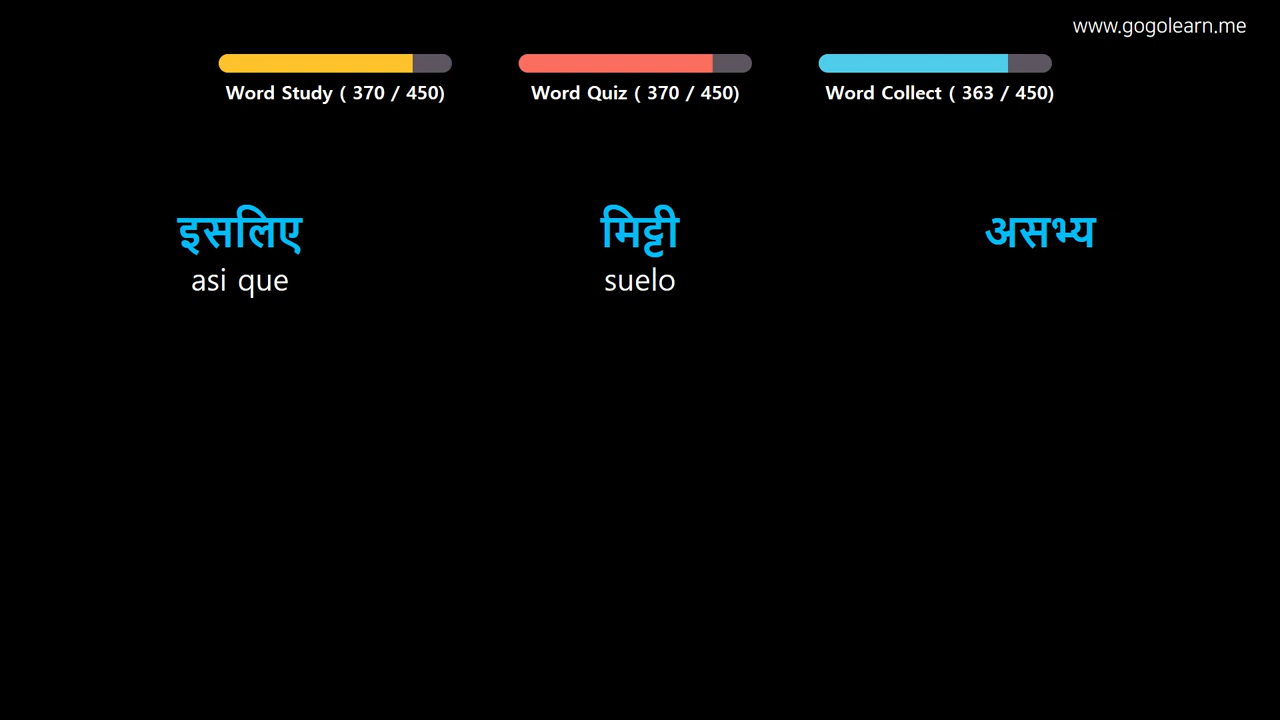 www.gogolearn.me
Word Study ( 370 / 450)
Word Quiz ( 370 / 450)
Word Collect ( 363 / 450)
इसलिए
मिट्टी
असभ्य
asi que
suelo